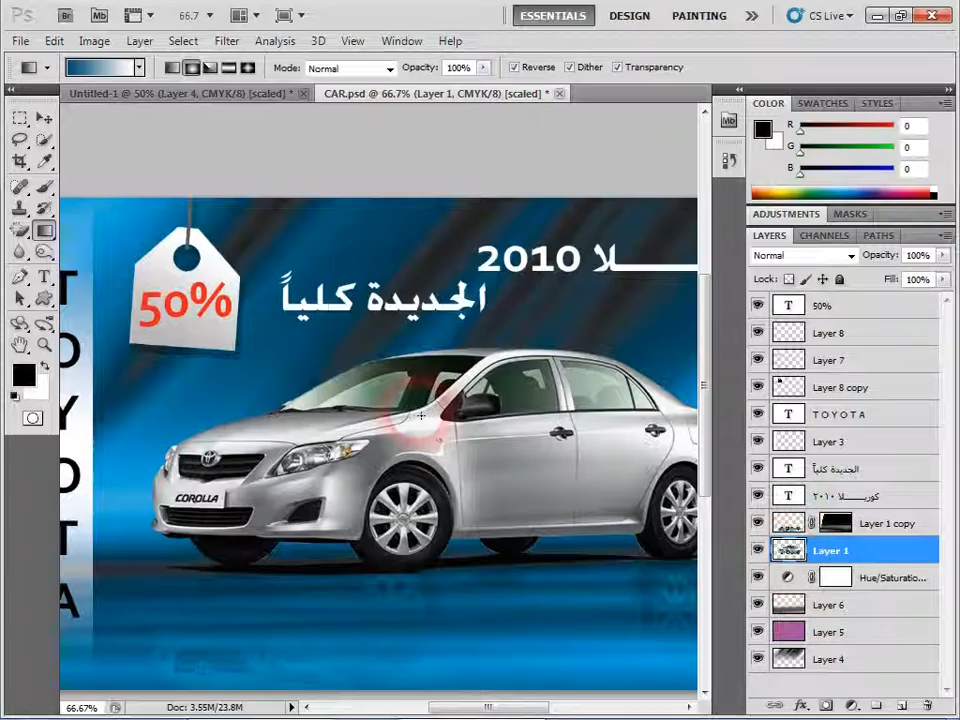 Ps Br Mb 66.7 ESSENTIALS DESIGN PAINTING CS Live
File Edit Image Layer Select Filter Analysis 3D View Window Help
Mode: Normal Opacity: 100% Reverse Dither Transparency
Untitled-1 @ 50% (Layer 4, CMYK/8) [scaled] * CAR.psd @ 66.7% (Layer 1, CMYK/8) [scaled] *
COLOR SWATCHES STYLES
Mb
R 0
G 0
B 0
ADJUSTMENTS MASKS
LAYERS CHANNELS PATHS
Normal Opacity: 100%
Lock: Fill: 100%
T 50%
Layer 8
Layer 7
Layer 8 copy
T T O Y O T A
Layer 3
T الجديدة كلياً
T كورـــــلا ٢٠١٠
Layer 1 copy
Layer 1
Hue/Saturatio...
Layer 6
Layer 5
Layer 4
50%
ـــــلا 2010
الجديدة كلياً
T
O
Y
O
T
A
COROLLA
66.67% Doc: 3.55M/23.8M